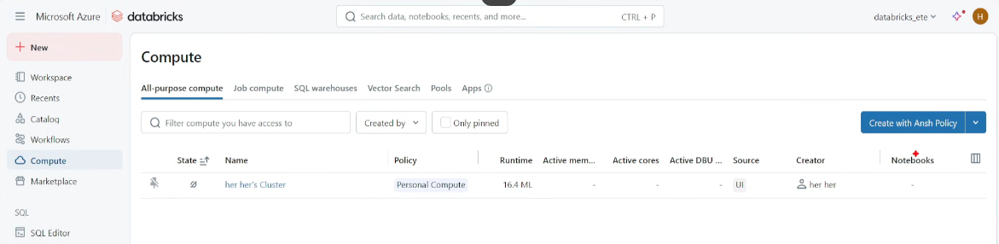 Microsoft Azure databricks Search data, notebooks, recents, and more... CTRL + P databricks_ete H
New
Workspace
Recents
Catalog
Workflows
Compute
Marketplace
SQL
SQL Editor
Compute
All-purpose compute Job compute SQL warehouses Vector Search Pools Apps
Filter compute you have access to Created by Only pinned Create with Ansh Policy
State Name Policy Runtime Active mem... Active cores Active DBU ... Source Creator Notebooks
her her's Cluster Personal Compute 16.4 ML - - - UI her her -